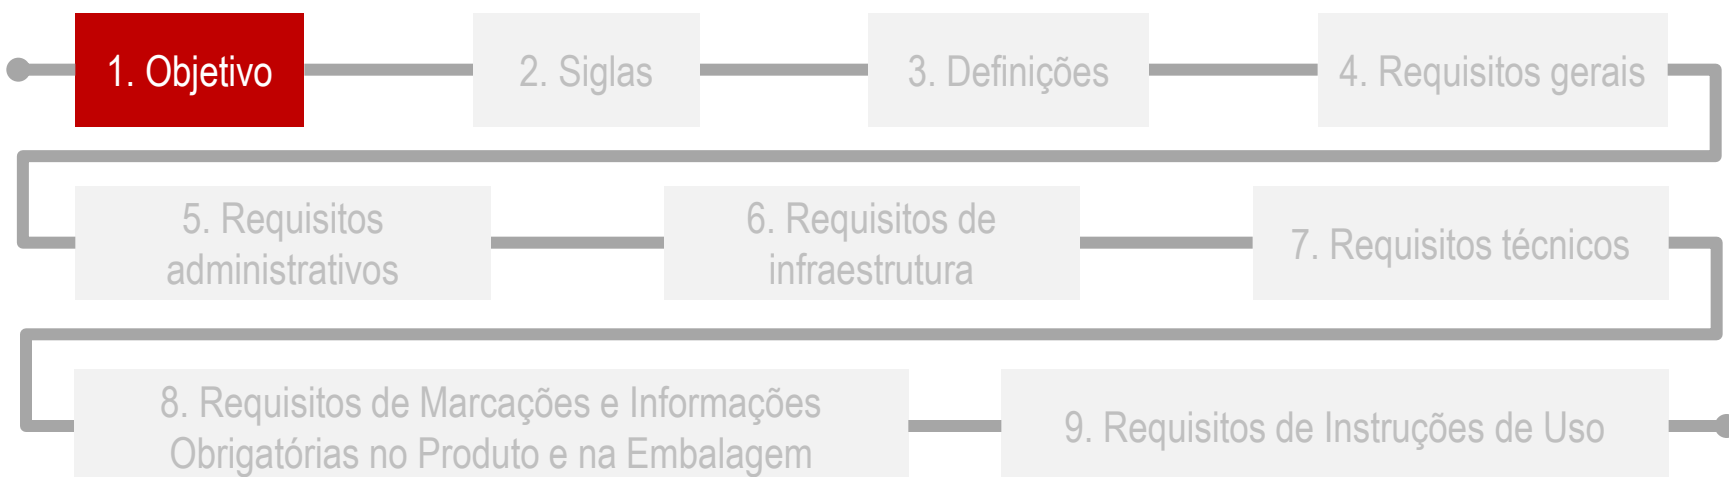 1. Objetivo
2. Siglas
3. Definições
4. Requisitos gerais
5. Requisitos
administrativos
6. Requisitos de
infraestrutura
7. Requisitos técnicos
8. Requisitos de Marcações e Informações
Obrigatórias no Produto e na Embalagem
9. Requisitos de Instruções de Uso